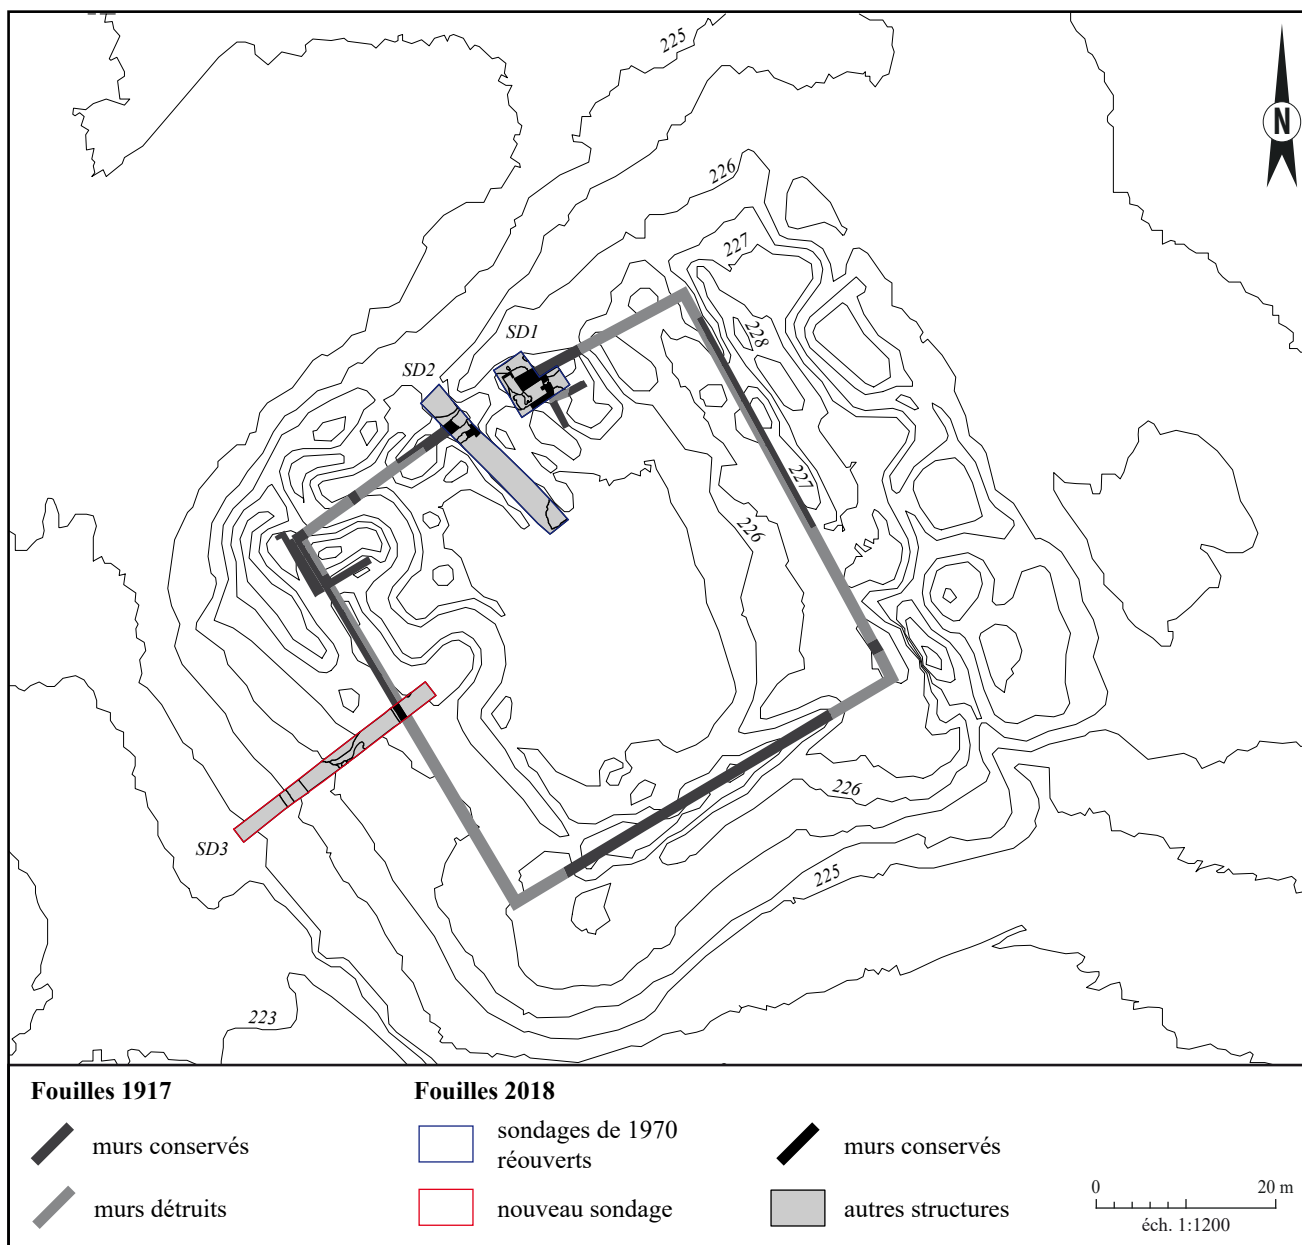 225
N
226
227
SD1
228
SD2
227
226
226
SD3
225
223
Fouilles 1917
murs conservés
murs détruits
Fouilles 2018
sondages de 1970
réouverts
nouveau sondage
murs conservés
autres structures
0 20 m
éch. 1:1200